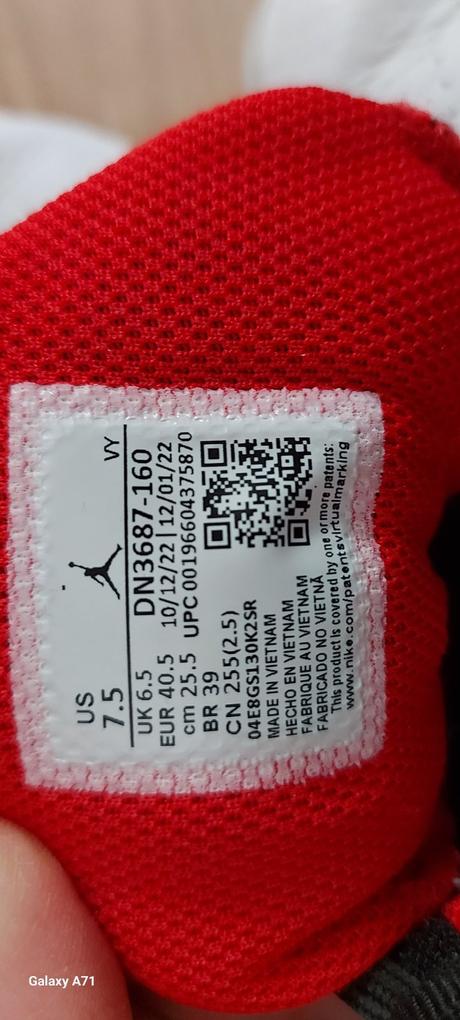 US
7.5
VY
UK 6.5 DN3687-160
EUR 40.5 10/12/22 | 12/01/22
cm 25.5 UPC 00196604375870
BR 39
CN 255(2.5)
04E8GS130K2SR
MADE IN VIETNAM
HECHO EN VIETNAM
FABRIQUE AU VIETNAM
FABRICADO NO VIETNÃ
This product is covered by one or more patents:
www.nike.com/patentsvirtualmarking
Galaxy A71